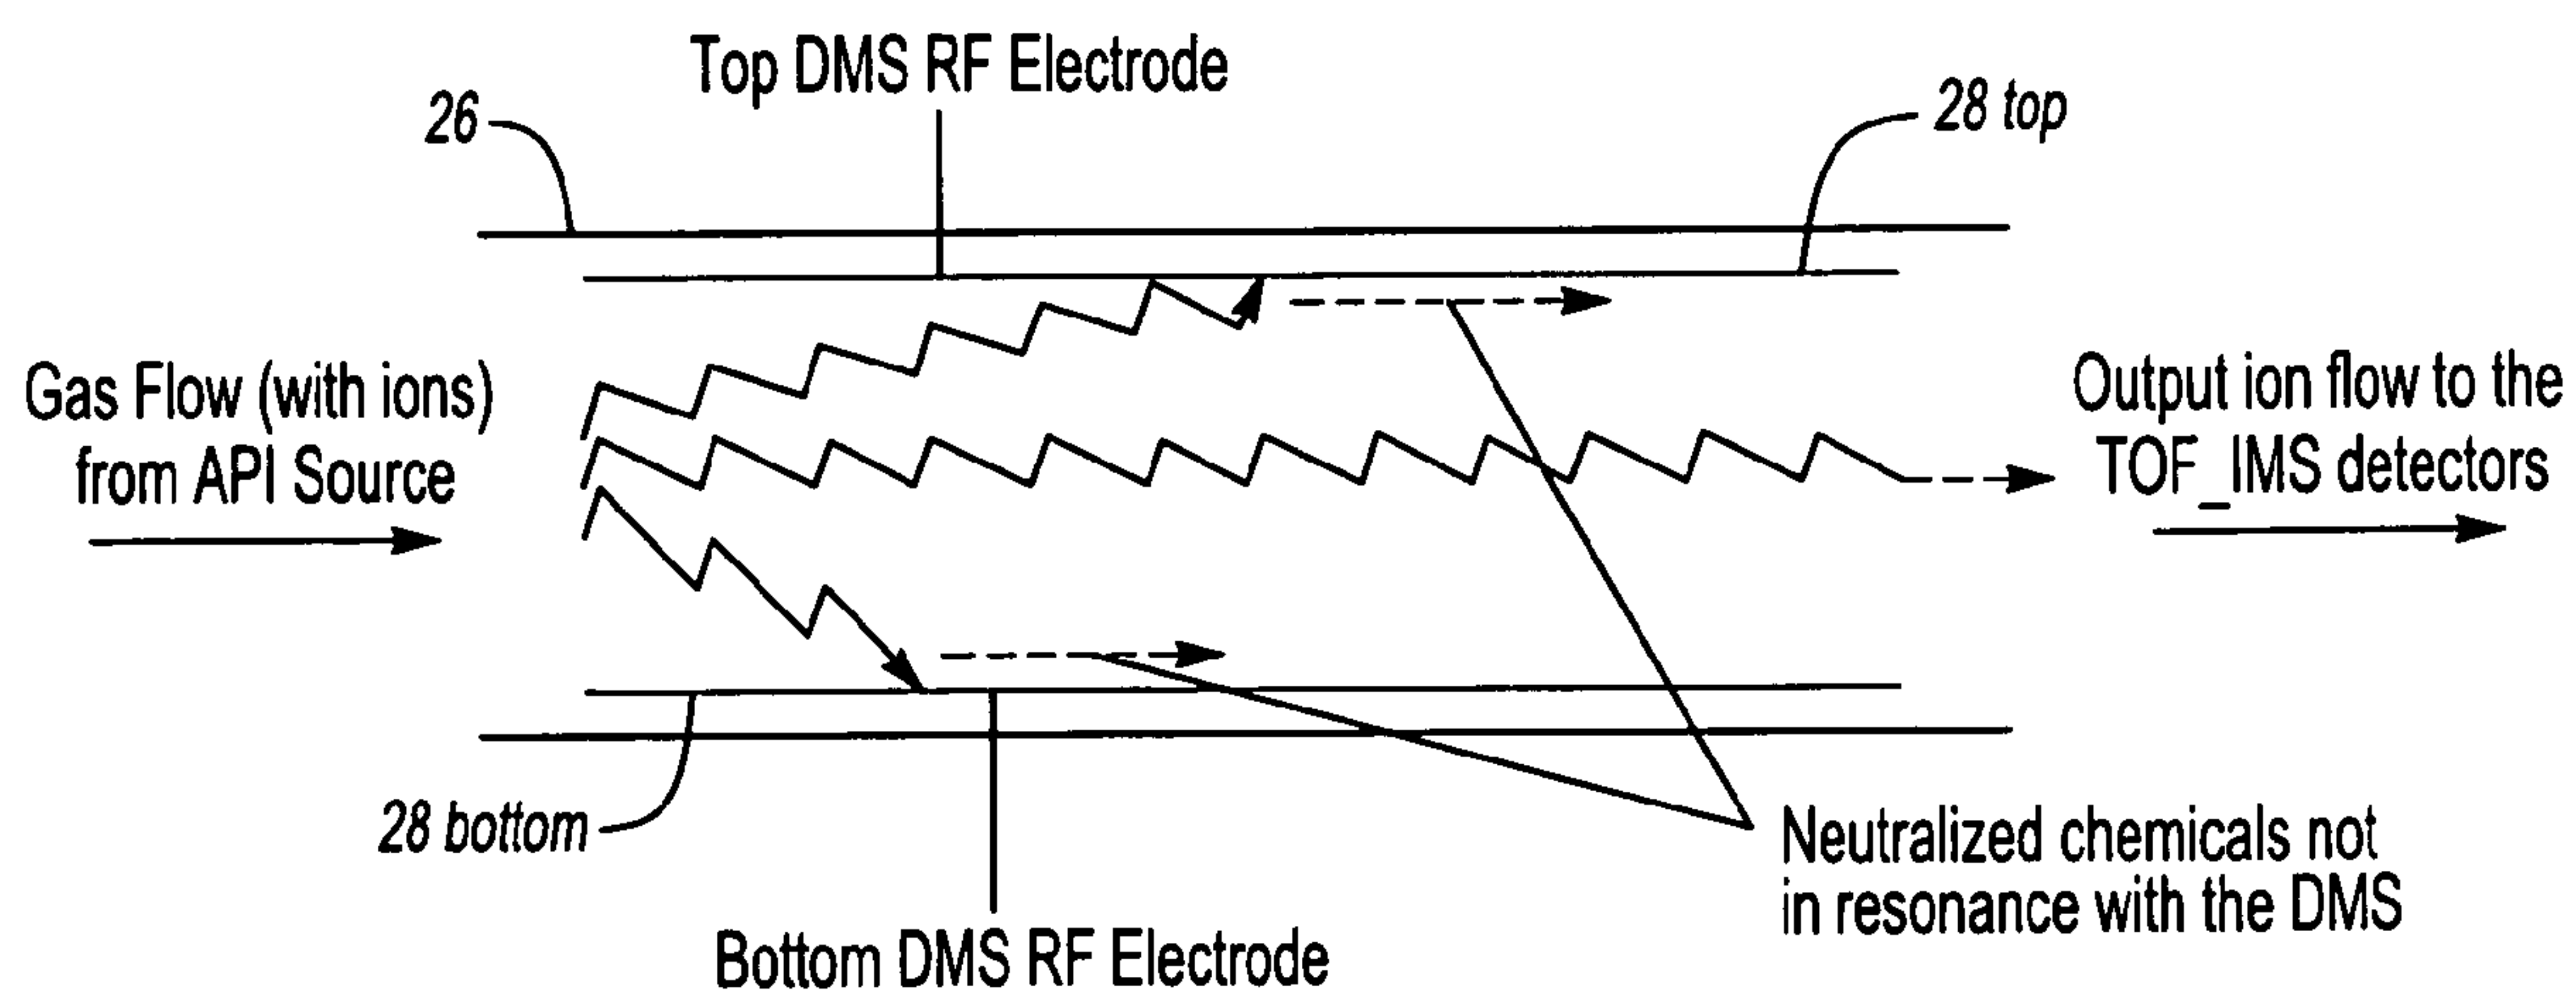 Top DMS RF Electrode
26
28 top
Gas Flow (with ions)
from API Source
Output ion flow to the
TOF_IMS detectors
28 bottom
Neutralized chemicals not
in resonance with the DMS
Bottom DMS RF Electrode